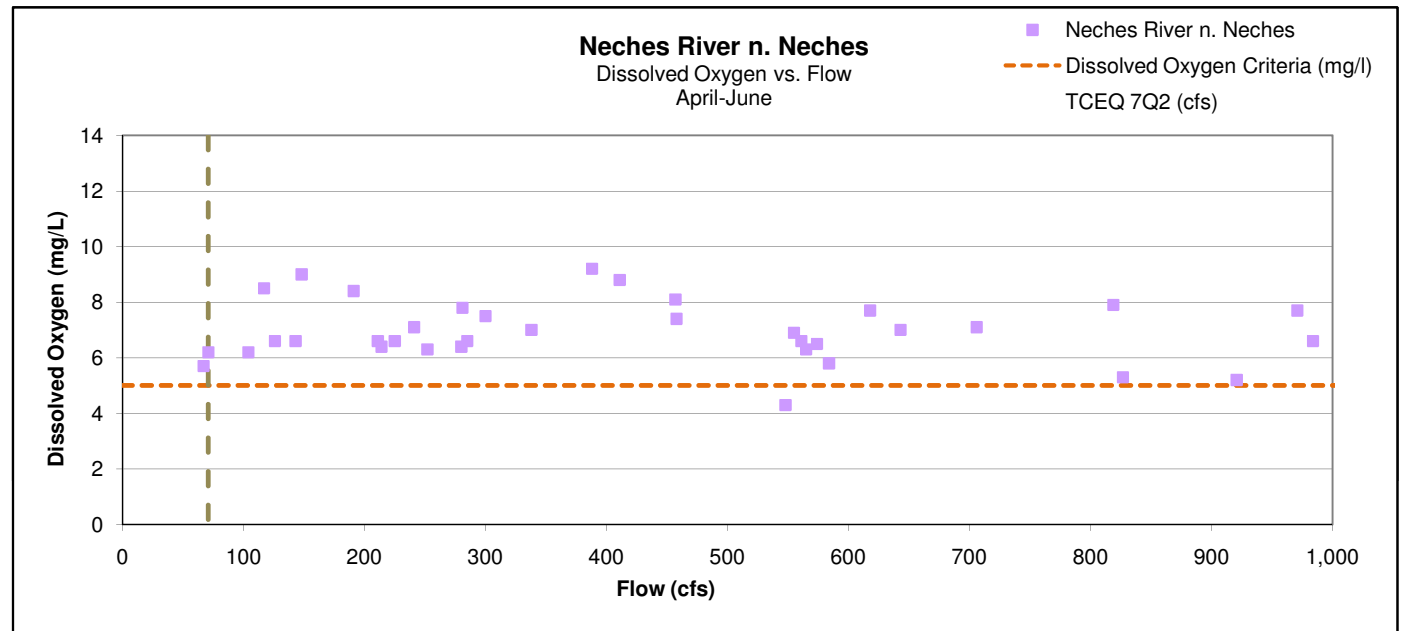 Neches River n. Neches
Dissolved Oxygen vs. Flow
April-June
Neches River n. Neches
Dissolved Oxygen Criteria (mg/l)
TCEQ 7Q2 (cfs)
Dissolved Oxygen (mg/L)
14
12
10
8
6
4
2
0
0 100 200 300 400 500 600 700 800 900 1,000
Flow (cfs)